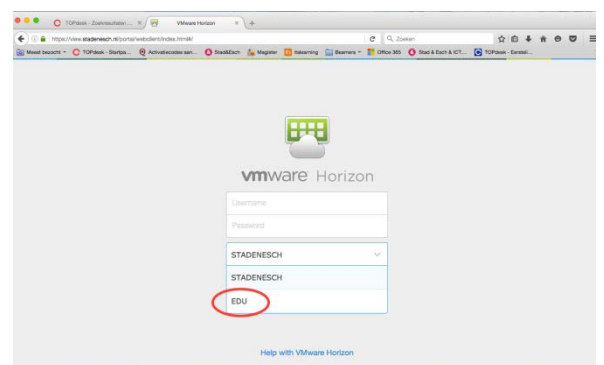 TOPdesk - Zoekresultaten - ...
VMware Horizon
https://view.stadenesch.nl/portal/webclient/index.html#/
Zoeken
Meest bezocht
TOPdesk - Startpa...
Activatiecodes aan...
Stad&Esch
Magister
itslearning
Beamers
Office 365
Stad & Esch & ICT...
TOPdesk - Eerstel...
vmware Horizon
Username
Password
STADENESCH
STADENESCH
EDU
Help with VMware Horizon